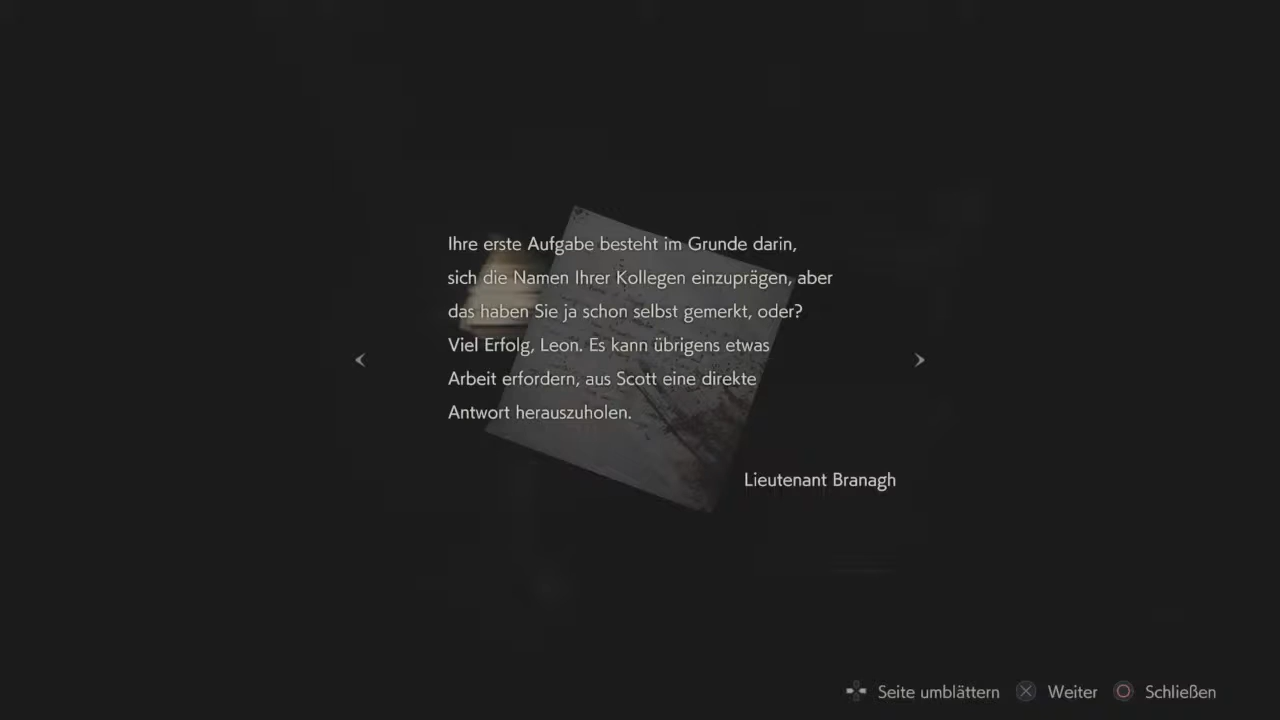 Ihre erste Aufgabe besteht im Grunde darin,
sich die Namen Ihrer Kollegen einzuprägen, aber
das haben Sie ja schon selbst gemerkt, oder?
Viel Erfolg, Leon. Es kann übrigens etwas
Arbeit erfordern, aus Scott eine direkte
Antwort herauszuholen.
Lieutenant Branagh
Seite umblättern Weiter Schließen